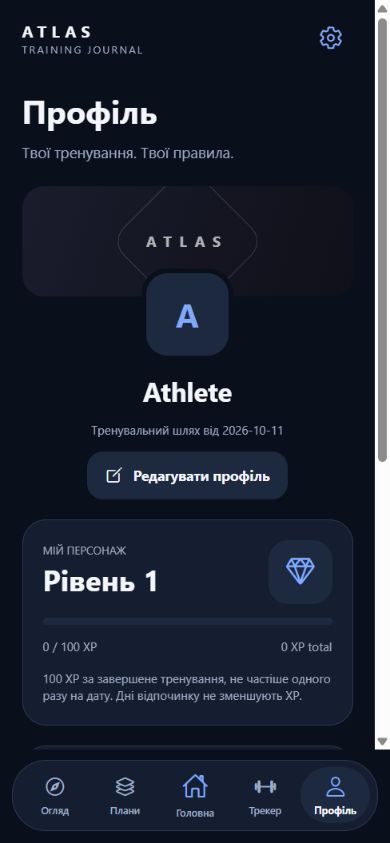 ATLAS
TRAINING JOURNAL
Профіль
Твої тренування. Твої правила.
ATLAS
A
Athlete
Тренувальний шлях від 2026-10-11
Редагувати профіль
МІЙ ПЕРСОНАЖ
Рівень 1
0 / 100 XP
0 XP total
100 XP за завершене тренування, не частіше одного
разу на дату. Дні відпочинку не зменшують XP.
Огляд
Плани
Головна
Трекер
Профіль